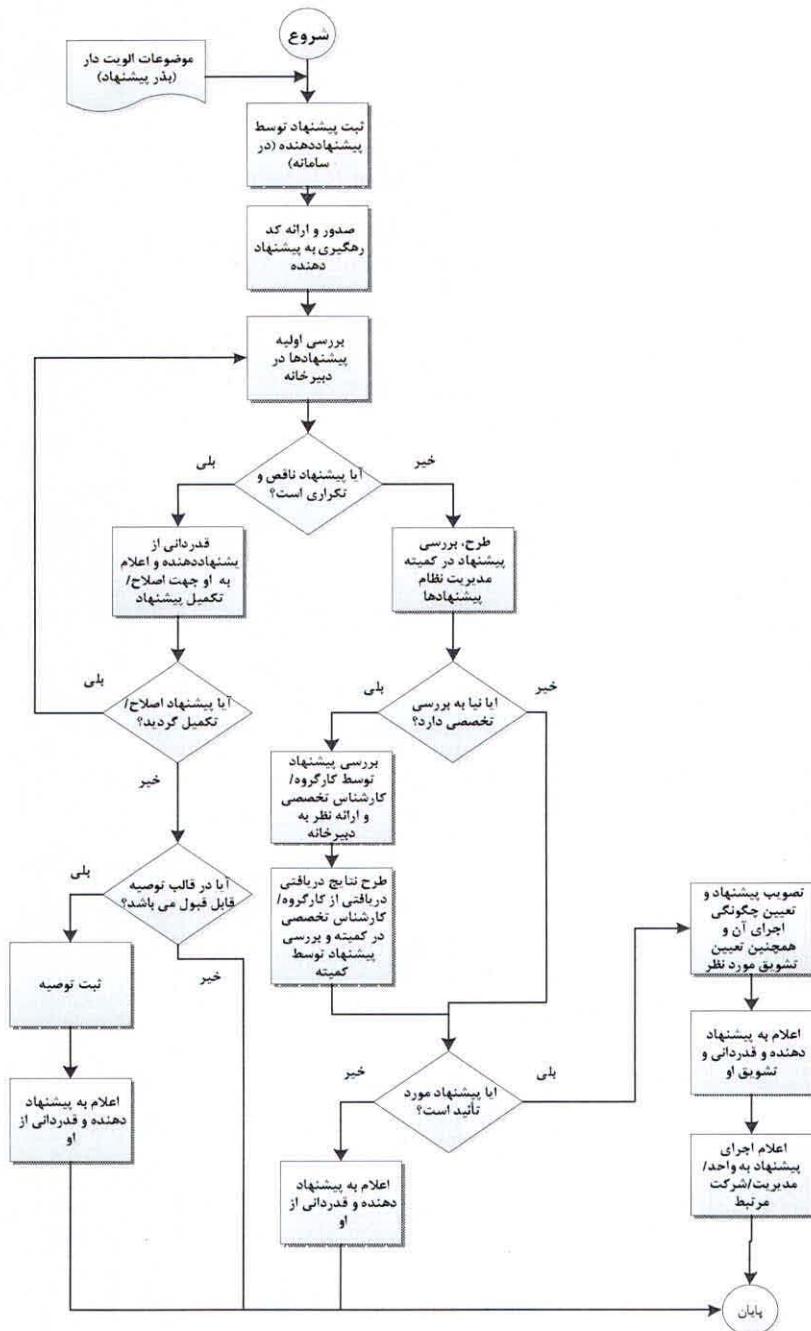 شروع
موضوعات الویت دار
(بذر پیشنهاد)
ثبت پیشنهاد توسط
پیشنهاددهنده (در
سامانه)
صدور و ارائه کد
رهگیری به پیشنهاد
دهنده
بررسی اولیه
پیشنهادها در
دبیرخانه
آیا پیشنهاد ناقص و
تکراری است؟
بلی
خیر
قدردانی از
یشنهاددهنده و اعلام
به او جهت اصلاح/
تکمیل پیشنهاد
طرح، بررسی
پیشنهاد در کمیته
مدیریت نظام
پیشنهادها
آیا پیشنهاد اصلاح/
تکمیل گردید؟
بلی
خیر
ایا نیا به بررسی
تخصصی دارد؟
بلی
خیر
بررسی پیشنهاد
توسط کارگروه/
کارشناس تخصصی
و ارائه نظر به
دبیرخانه
آیا در قالب توصیه
قابل قبول می باشد؟
بلی
خیر
طرح نتایج دریافتی
دریافتی از کارگروه/
کارشناس تخصصی
در کمیته و بررسی
پیشنهاد توسط
کمیته
تصویب پیشنهاد و
تعیین چگونگی
اجرای آن و
همچنین تعیین
تشویق مورد نظر
ثبت توصیه
اعلام به پیشنهاد
دهنده و قدردانی از
او
ایا پیشنهاد مورد
تأئید است؟
خیر
بلی
اعلام به پیشنهاد
دهنده و قدردانی و
تشویق او
اعلام به پیشنهاد
دهنده و قدردانی از
او
اعلام اجرای
پیشنهاد به واحد/
مدیریت/شرکت
مرتبط
پایان